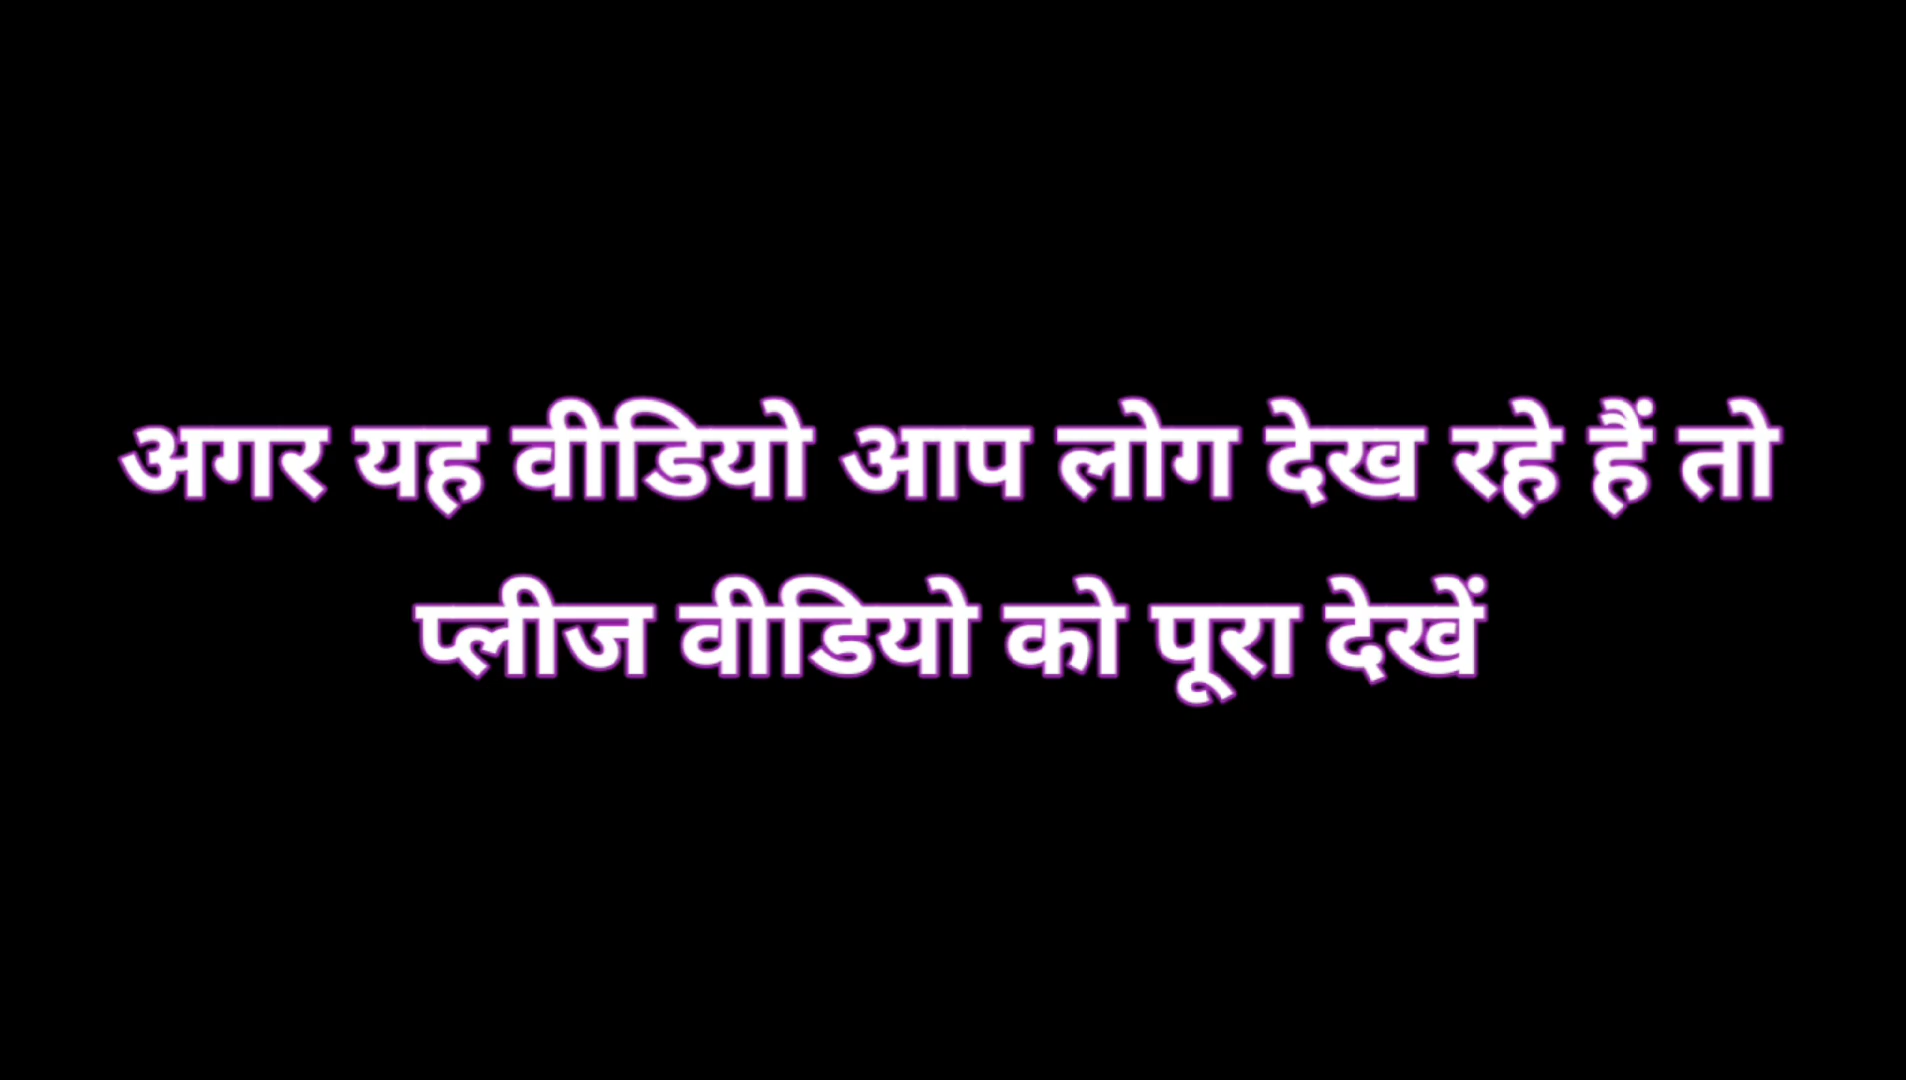 अगर यह वीडियो आप लोग देख रहे हैं तो
प्लीज वीडियो को पूरा देखें